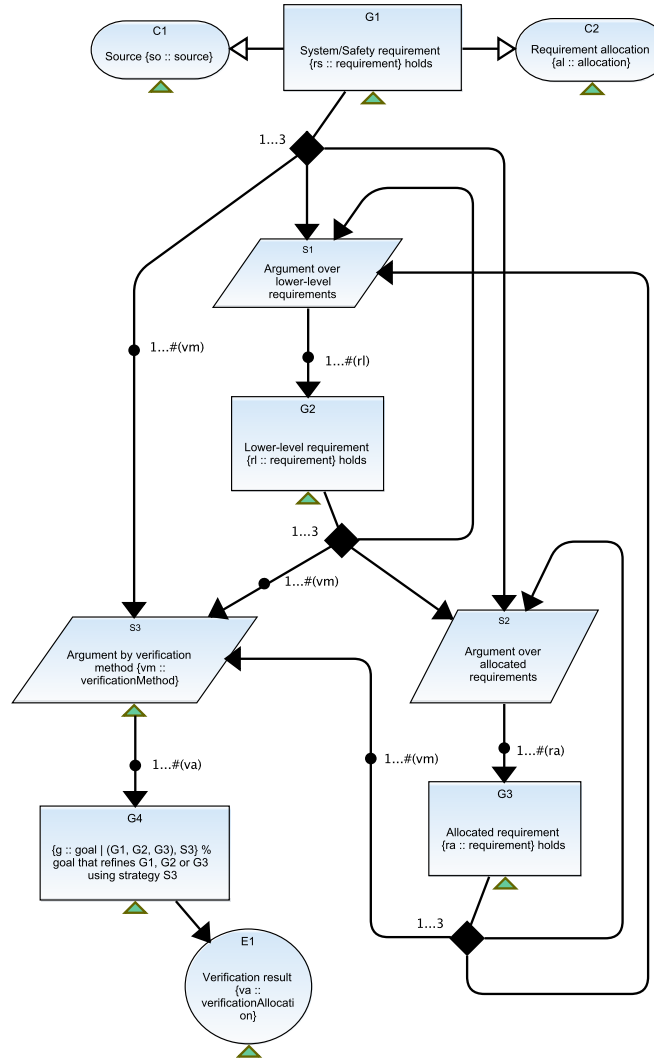 G1
C1
C2
System/Safety requirement
{rs :: requirement} holds
Source {so :: source}
Requirement allocation
{al :: allocation}
1...3
S1
Argument over
lower-level
requirements
1...#(vm)
1...#(rl)
G2
Lower-level requirement
{rl :: requirement} holds
1...3
1...#(vm)
S3
Argument by verification
method {vm ::
verificationMethod}
S2
Argument over
allocated
requirements
1...#(va)
1...#(vm)
1...#(ra)
G3
Allocated requirement
{ra :: requirement} holds
G4
{g :: goal | (G1, G2, G3), S3} %
goal that refines G1, G2 or G3
using strategy S3
1...3
E1
Verification result
{va ::
verificationAllocati
on}